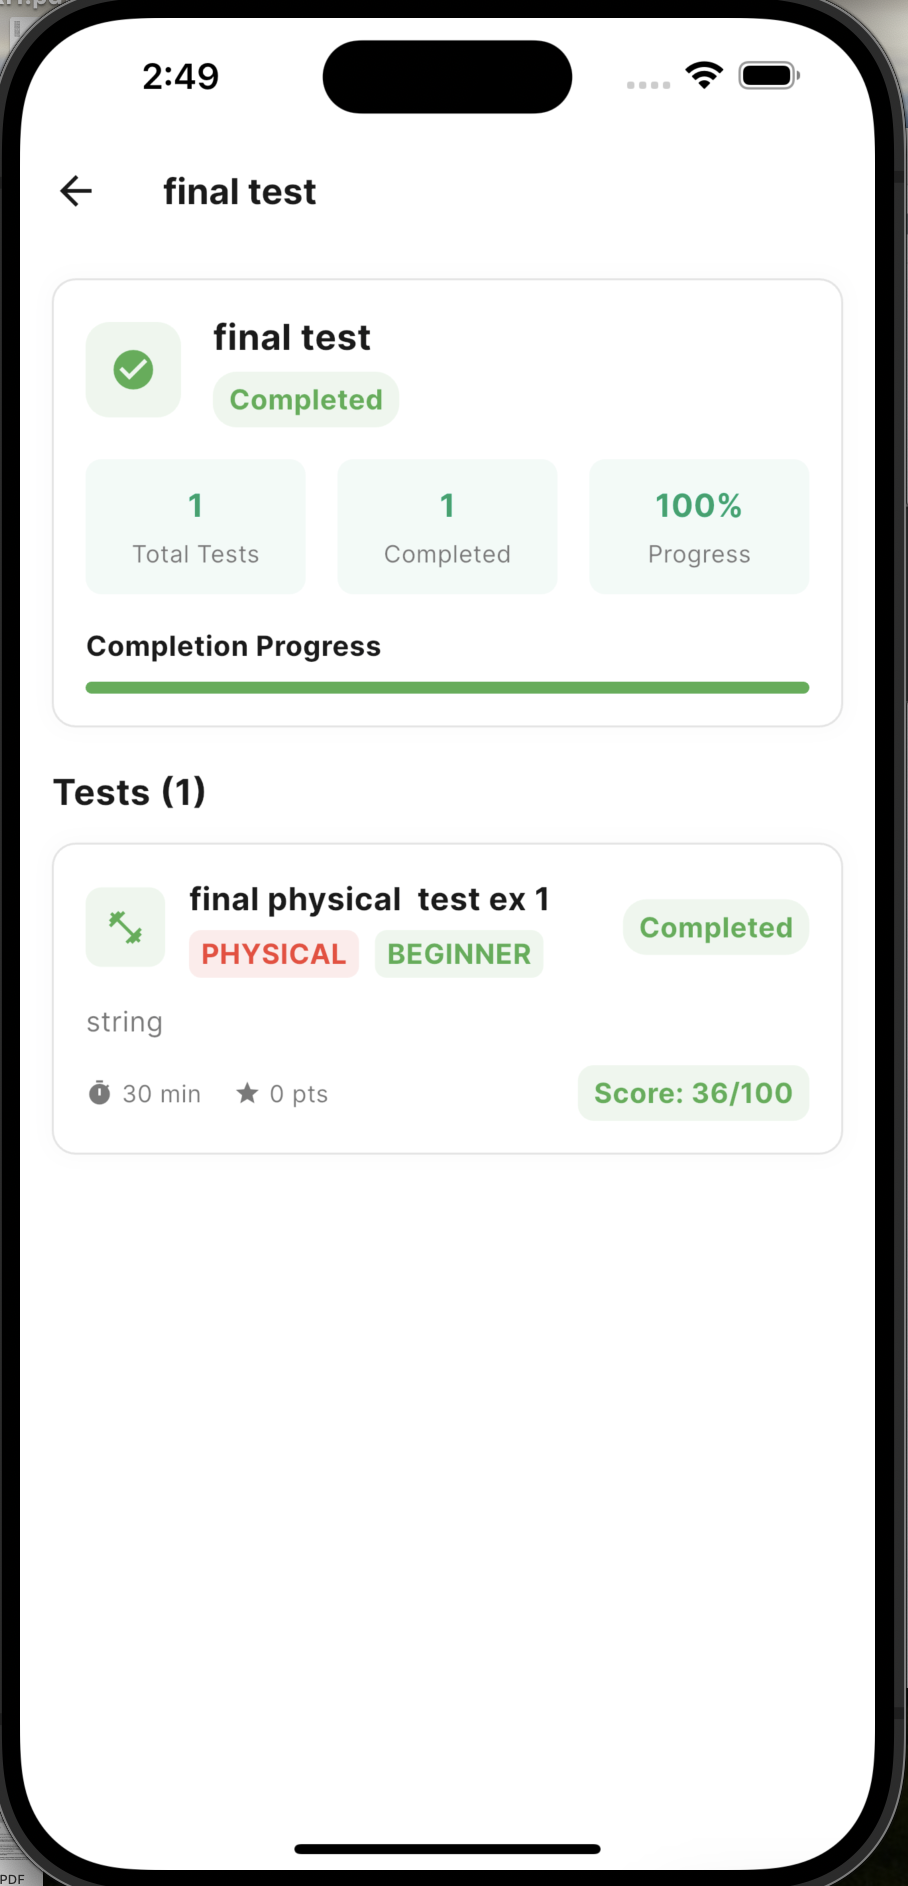 2:49
final test
final test
Completed
1
Total Tests
1
Completed
100%
Progress
Completion Progress
Tests (1)
final physical  test ex 1
PHYSICAL
BEGINNER
Completed
string
30 min
0 pts
Score: 36/100
PDF